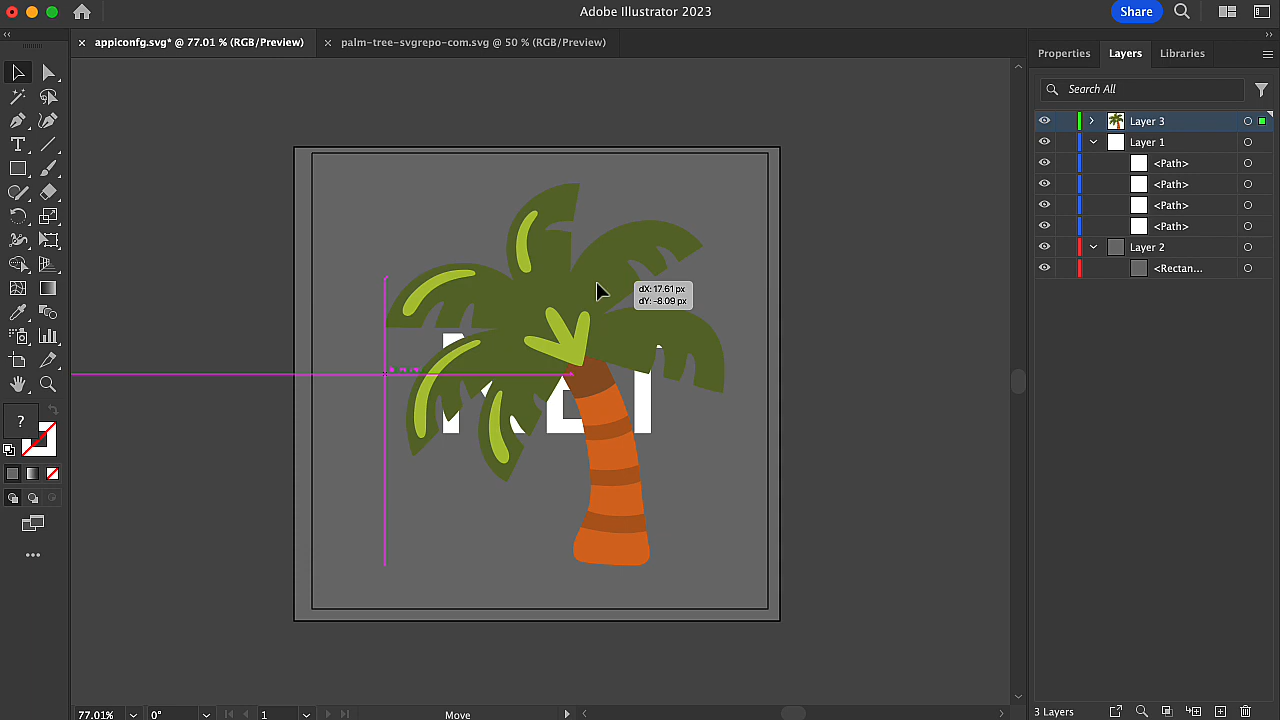 Adobe Illustrator 2023
Share
appiconfg.svg* @ 77.01 % (RGB/Preview)
palm-tree-svgrepo-com.svg @ 50 % (RGB/Preview)
Properties
Layers
Libraries
Search All
Layer 3
Layer 1
<Path>
<Path>
<Path>
<Path>
Layer 2
<Rectan...
dX: 17.61 px
dY: -8.09 px
?
77.01%
0°
1
Move
3 Layers